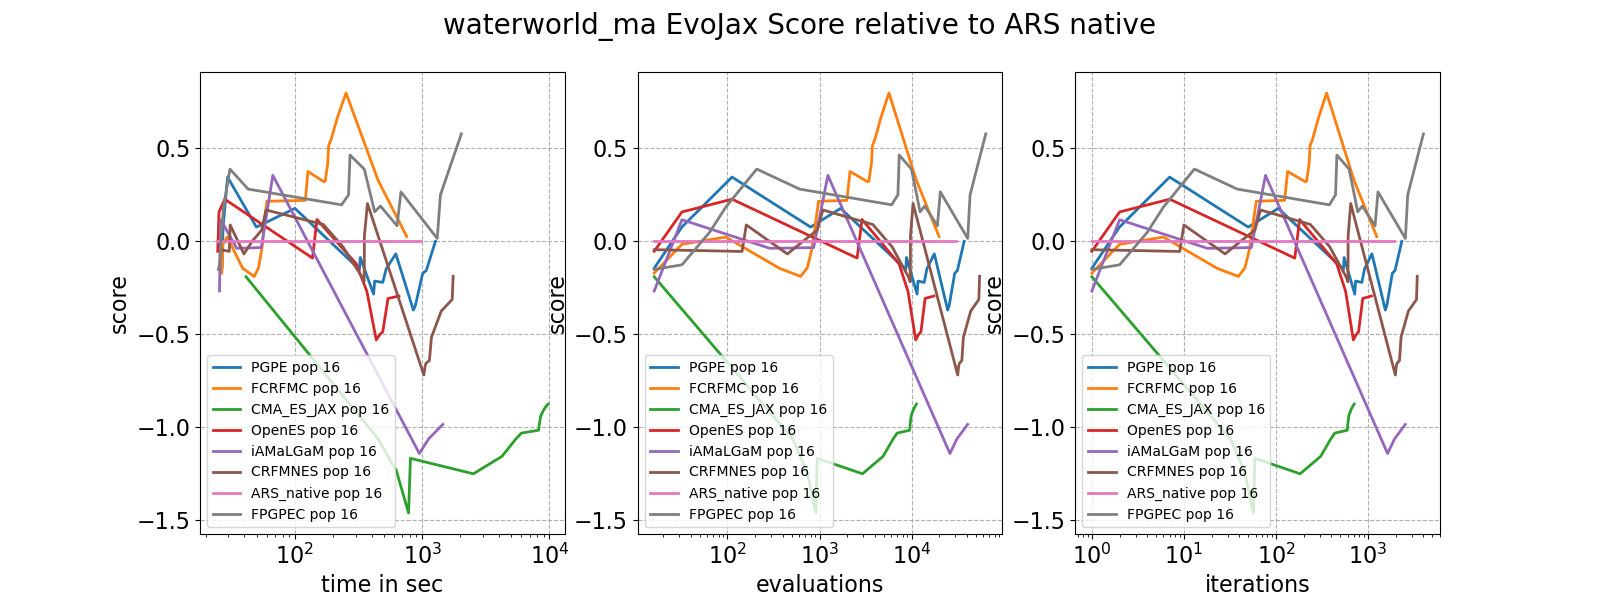 waterworld_ma EvoJax Score relative to ARS native
score
0.5
0.0
−0.5
−1.0
−1.5
PGPE pop 16
FCRFMC pop 16
CMA_ES_JAX pop 16
OpenES pop 16
iAMaLGaM pop 16
CRFMNES pop 16
ARS_native pop 16
FPGPEC pop 16
10² 10³ 10⁴
time in sec
score
0.5
0.0
−0.5
−1.0
−1.5
PGPE pop 16
FCRFMC pop 16
CMA_ES_JAX pop 16
OpenES pop 16
iAMaLGaM pop 16
CRFMNES pop 16
ARS_native pop 16
FPGPEC pop 16
10² 10³ 10⁴
evaluations
score
0.5
0.0
−0.5
−1.0
−1.5
PGPE pop 16
FCRFMC pop 16
CMA_ES_JAX pop 16
OpenES pop 16
iAMaLGaM pop 16
CRFMNES pop 16
ARS_native pop 16
FPGPEC pop 16
10⁰ 10¹ 10² 10³
iterations